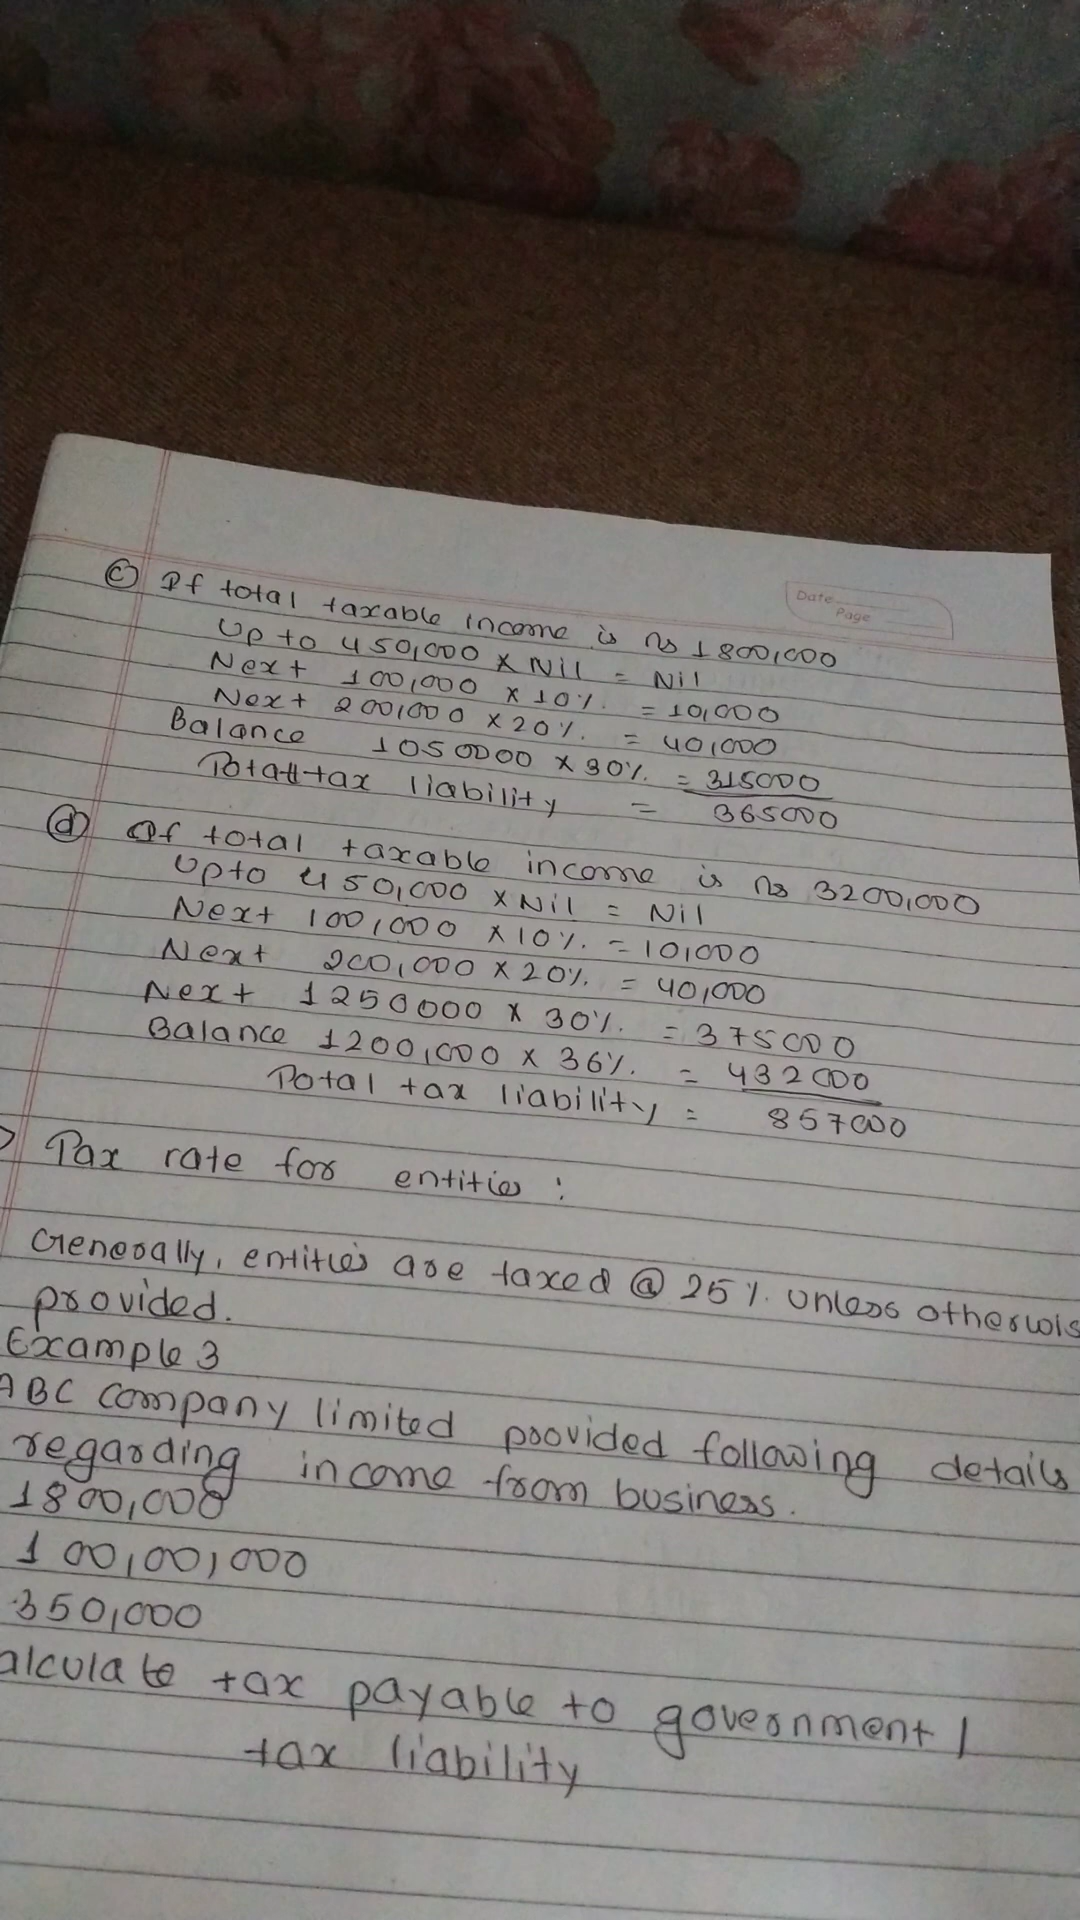 Date
Page
(c) If total taxable income is rs 1800,000
Up to 450,000 x Nil = Nil
Next 100,000 x 10% = 10,000
Next 200,000 x 20% = 40,000
Balance 1050000 x 30% = 315000
Total tax liability = 365000
(d) If total taxable income is rs 3200,000
Upto 450,000 x Nil = Nil
Next 100,000 x 10% = 10,000
Next 200,000 x 20% = 40,000
Next 1250000 x 30% = 375000
Balance 1200,000 x 36% = 432000
Total tax liability = 857000
Tax rate for entities :
Generally, entities are taxed @ 25% unless otherwis
provided.
Example 3
ABC company limited provided following details
regarding income from business.
1800,000
100,00,000
350,000
alculate tax payable to government /
tax liability